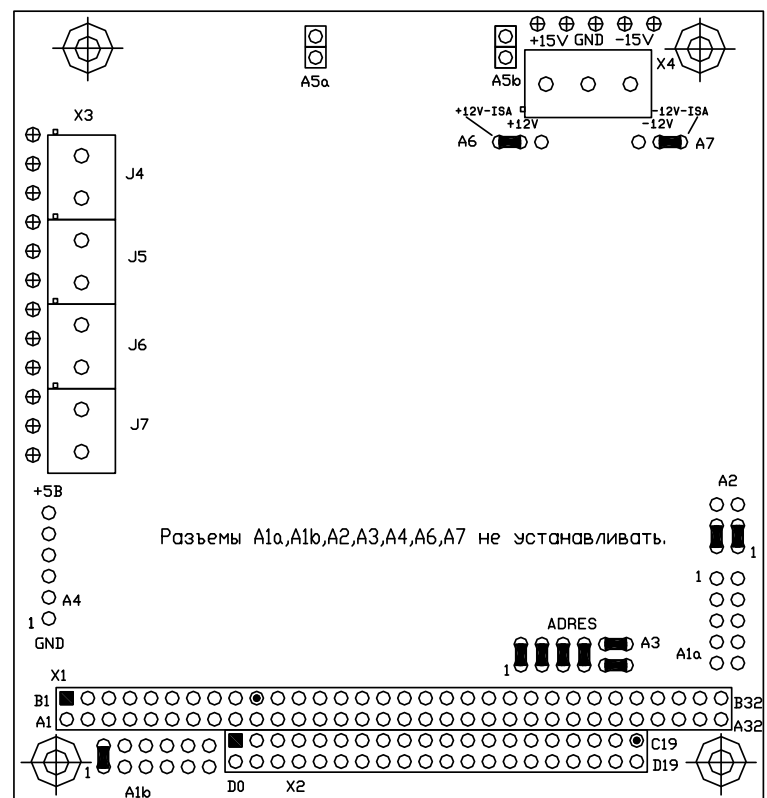 +15V GND -15V
X4
A5a
A5b
+12V-ISA
-12V-ISA
+12V
-12V
A6
A7
X3
J4
J5
J6
J7
+5В
A2
Разъемы A1a,A1b,A2,A3,A4,A6,A7 не устанавливать.
1
1
A4
1
GND
ADRES
A3
A1a
1
X1
B1
B32
A1
A32
C19
1
D19
A1b
D0
X2